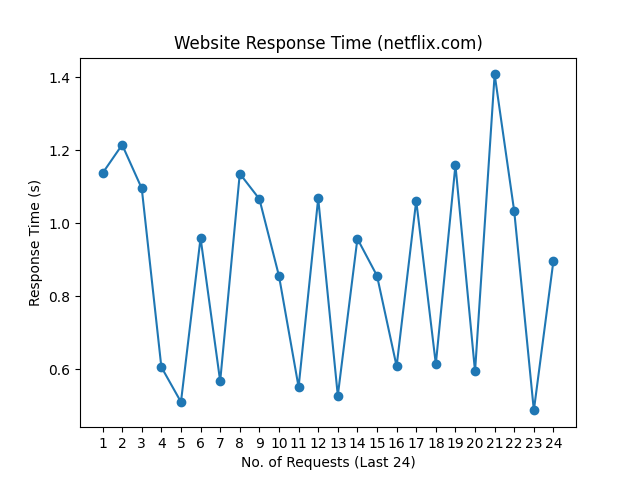 Website Response Time (netflix.com)
Response Time (s)
1.4
1.2
1.0
0.8
0.6
1 2 3 4 5 6 7 8 9 10 11 12 13 14 15 16 17 18 19 20 21 22 23 24
No. of Requests (Last 24)